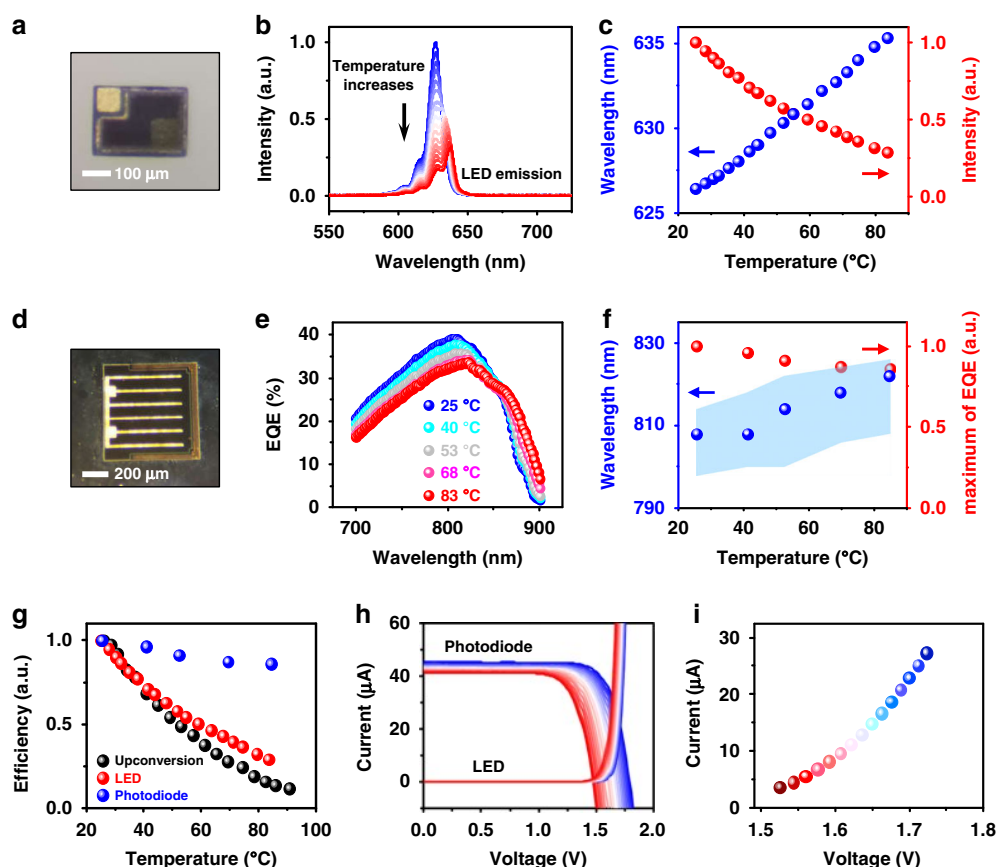 a
100 μm
b
Intensity (a.u.)
1.0
0.5
0.0
Temperature
increases
LED emission
550 600 650 700
Wavelength (nm)
c
Wavelength (nm)
635
630
625
1.0
0.5
0.0
Intensity (a.u.)
20 40 60 80
Temperature (°C)
d
200 μm
e
EQE (%)
40
30
20
10
0
25 °C
40 °C
53 °C
68 °C
83 °C
700 800 900
Wavelength (nm)
f
Wavelength (nm)
830
810
790
1.0
0.5
0.0
maximum of EQE (a.u.)
20 40 60 80
Temperature (°C)
g
Efficiency (a.u.)
1.0
0.5
0.0
Upconversion
LED
Photodiode
20 40 60 80 100
Temperature (°C)
h
Current (μA)
60
40
20
0
Photodiode
LED
0.0 0.5 1.0 1.5 2.0
Voltage (V)
i
Current (μA)
30
20
10
0
1.5 1.6 1.7 1.8
Voltage (V)